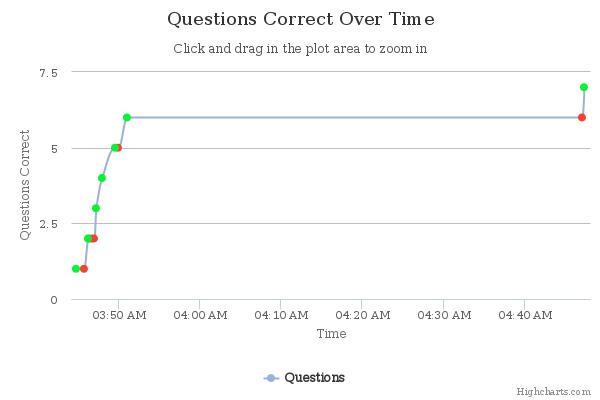 Questions Correct Over Time
Click and drag in the plot area to zoom in
Questions Correct
7.5
5
2.5
0
03:50 AM 04:00 AM 04:10 AM 04:20 AM 04:30 AM 04:40 AM
Time
Questions
Highcharts.com